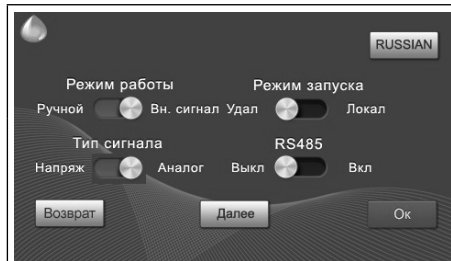 RUSSIAN
Режим работы Режим запуска
Ручной Вн. сигнал Удал Локал
Тип сигнала RS485
Напряж Аналог Выкл Вкл
Возврат Далее Ок